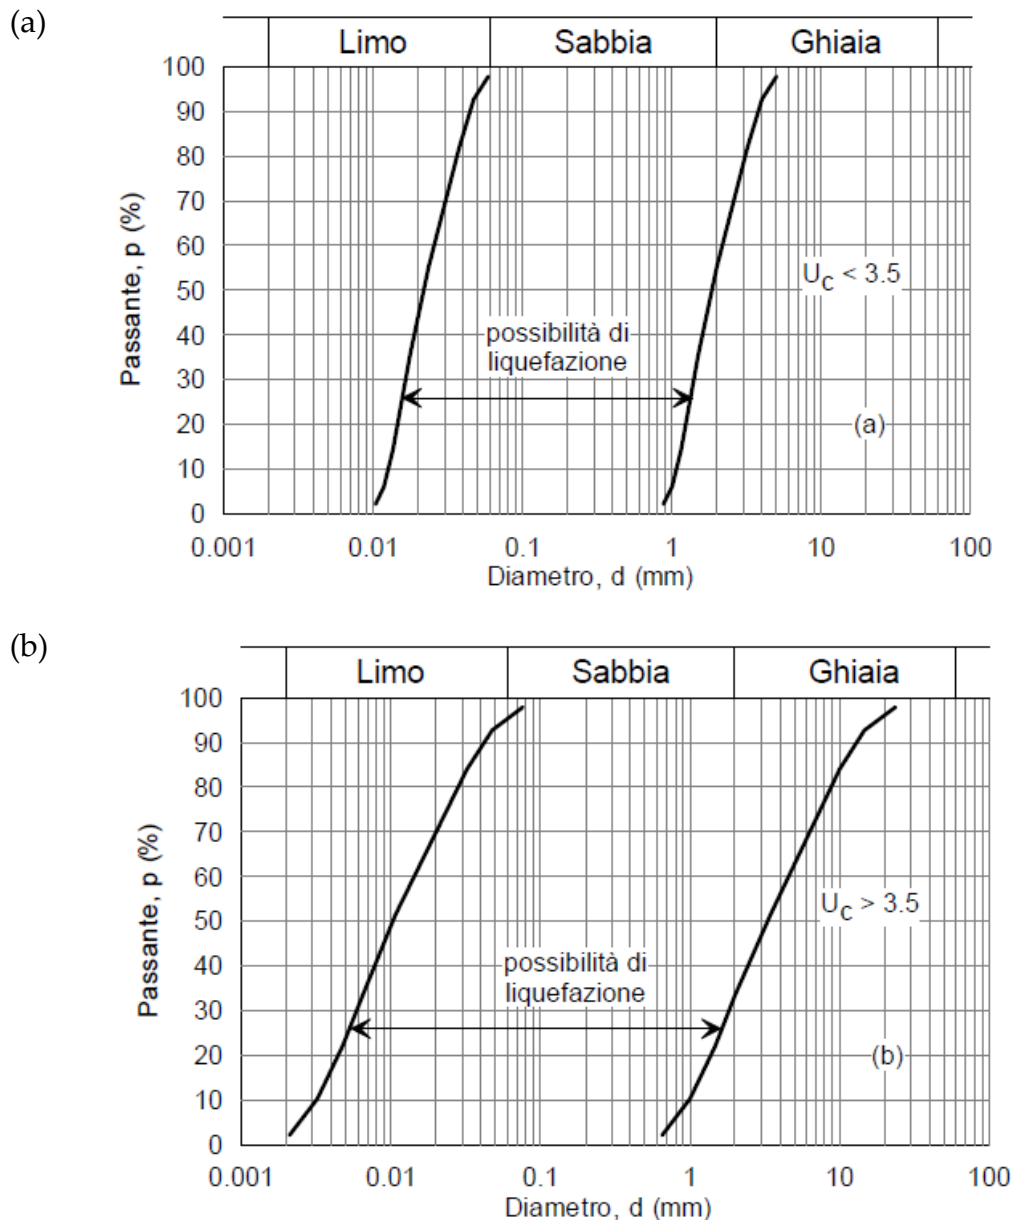 (a)
Limo Sabbia Ghiaia
100
90
80
70
60
50
40
30
20
10
0
Passante, p (%)
U_C < 3.5
possibilità di
liquefazione
(a)
0.001 0.01 0.1 1 10 100
Diametro, d (mm)
(b)
Limo Sabbia Ghiaia
100
90
80
70
60
50
40
30
20
10
0
Passante, p (%)
U_C > 3.5
possibilità di
liquefazione
(b)
0.001 0.01 0.1 1 10 100
Diametro, d (mm)